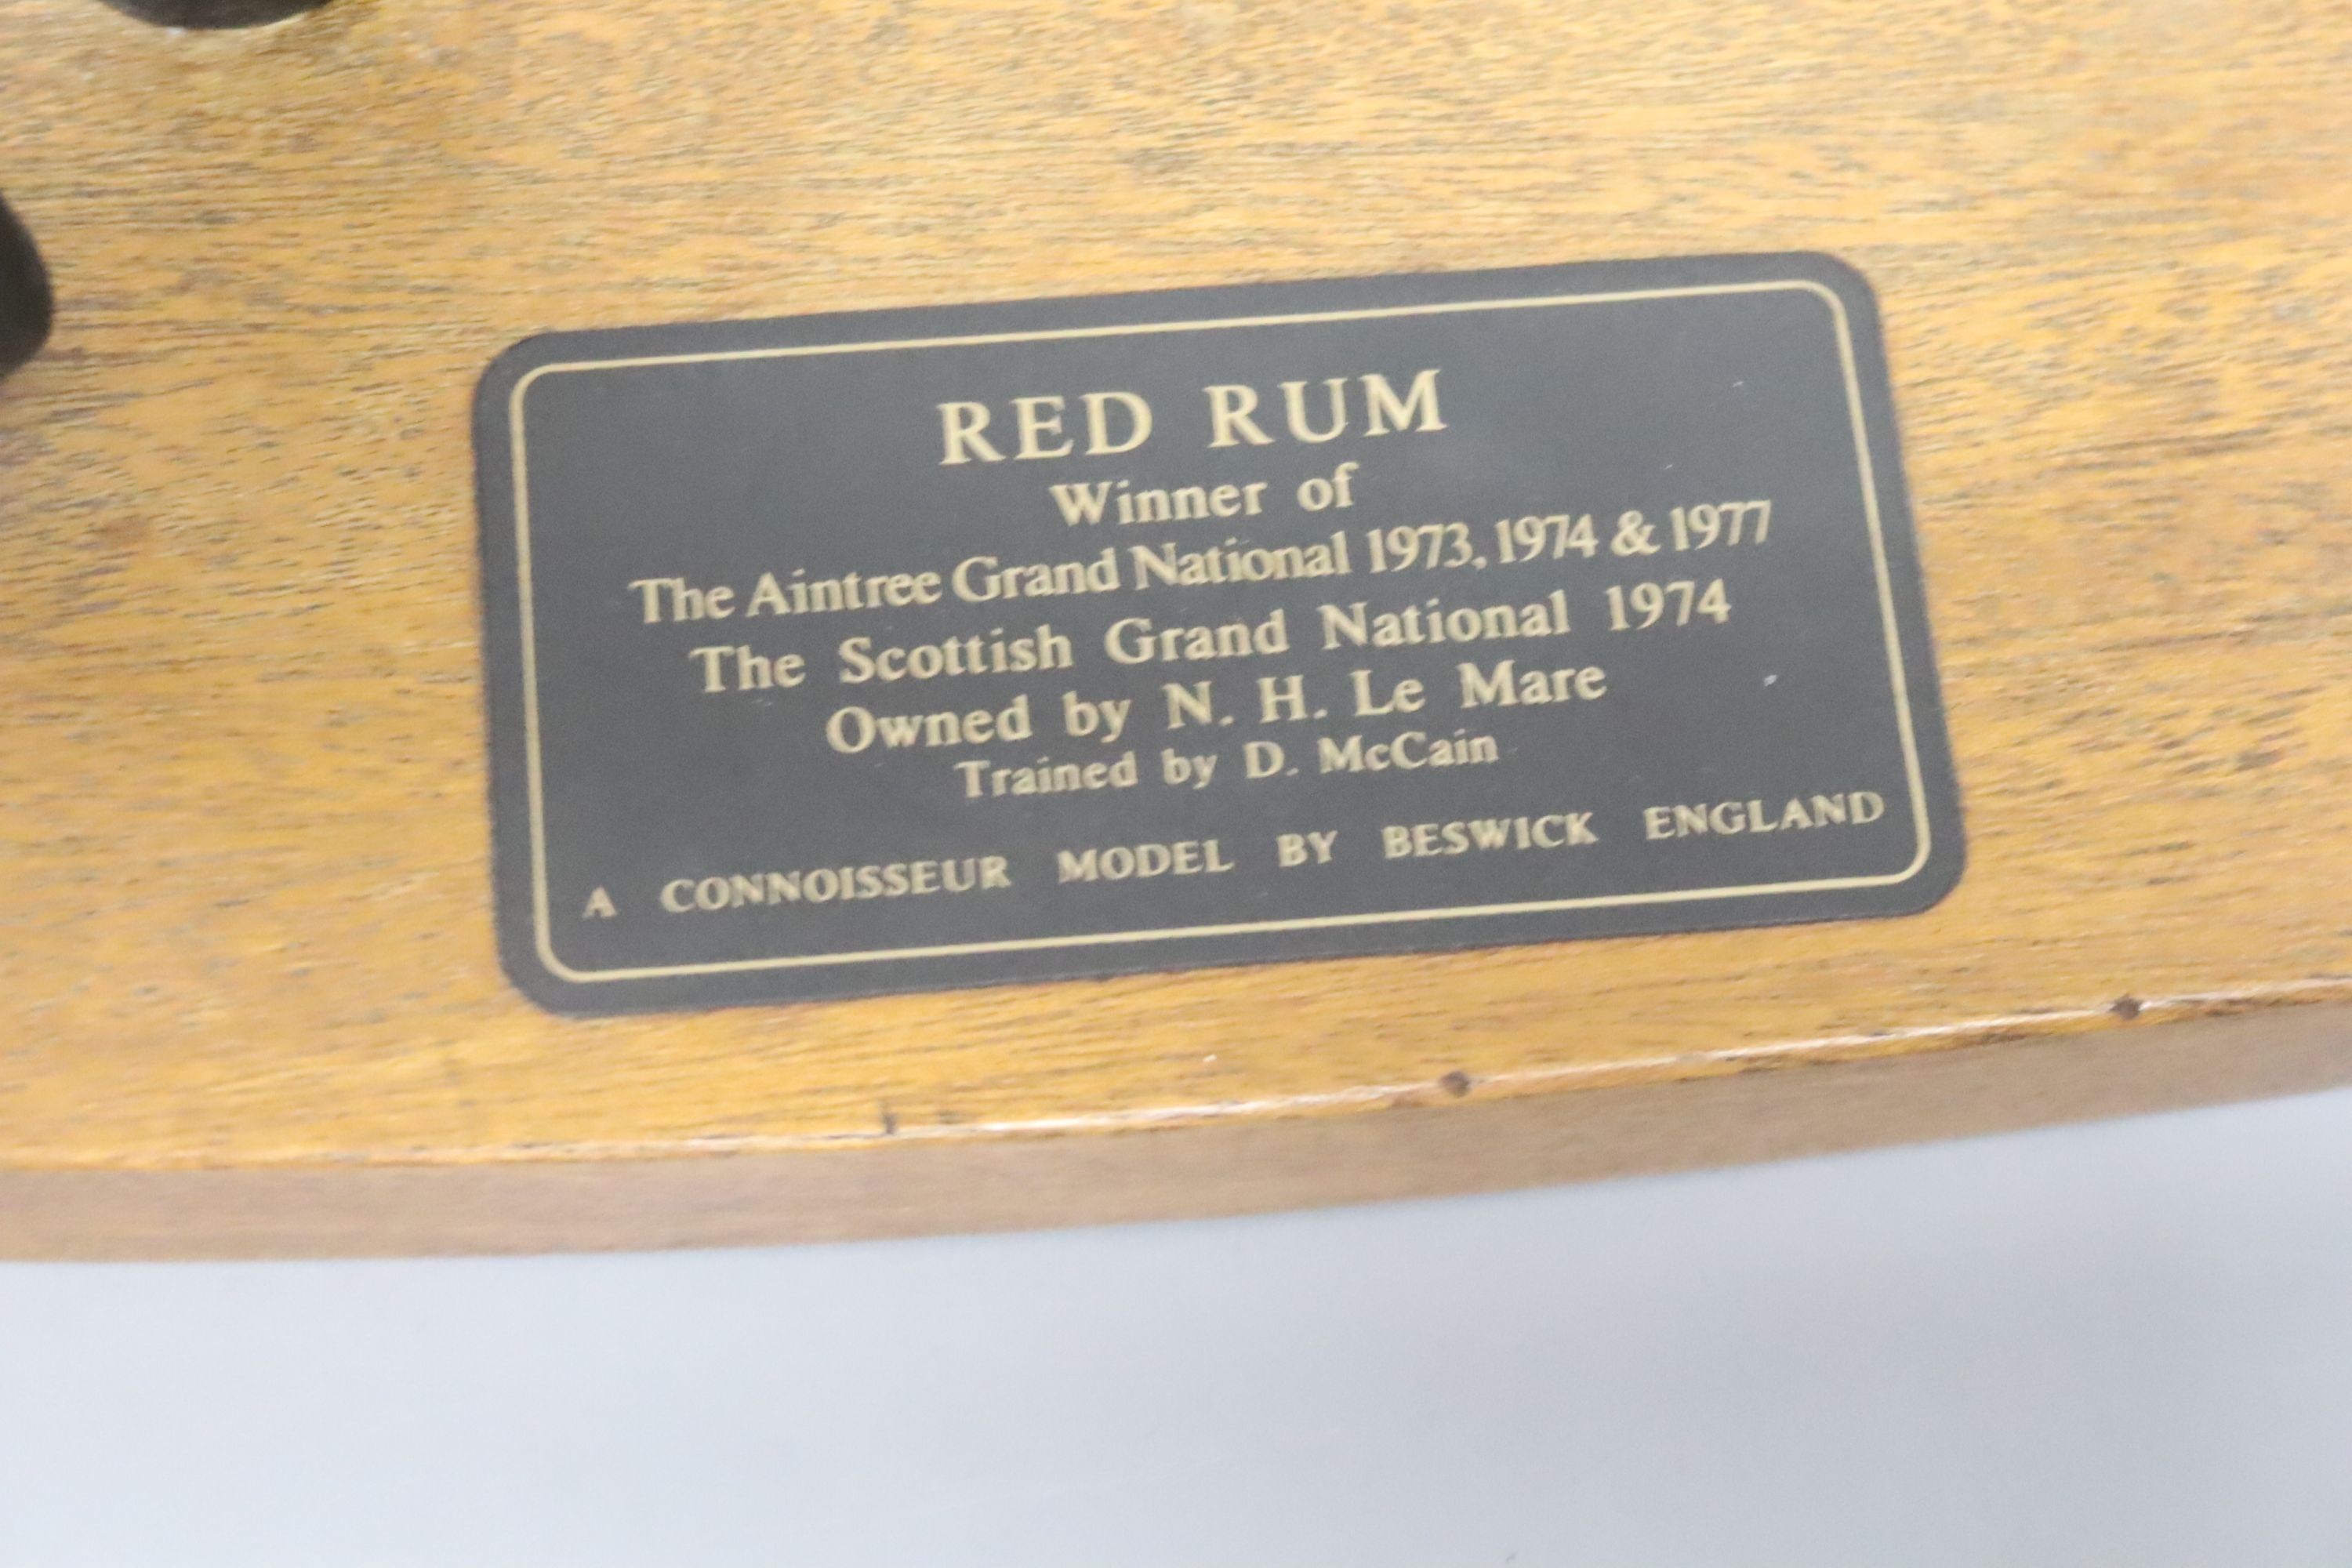 RED RUM
Winner of
The Aintree Grand National 1973, 1974 & 1977
The Scottish Grand National 1974
Owned by N. H. Le Mare
Trained by D. McCain
A CONNOISSEUR MODEL BY BESWICK ENGLAND